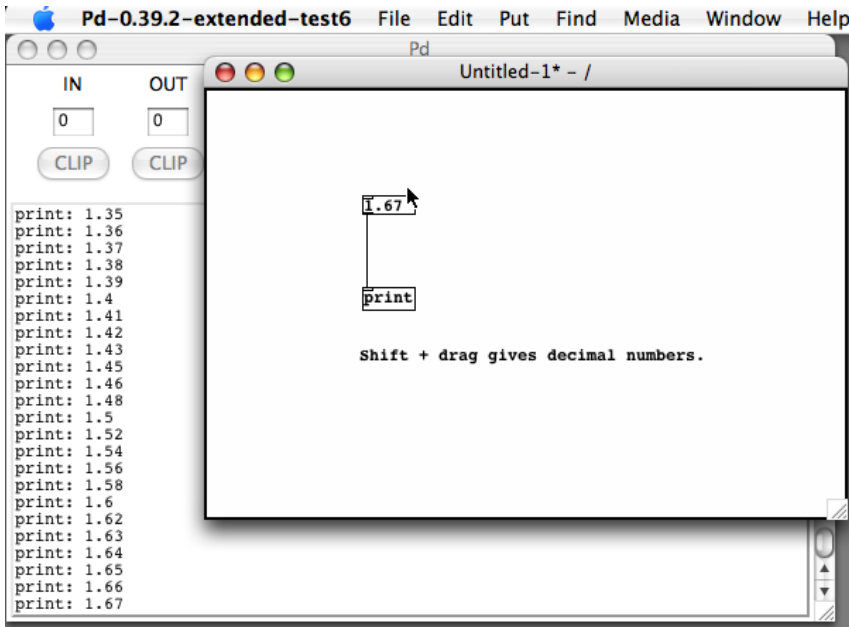 Pd-0.39.2-extended-test6 File Edit Put Find Media Window Help
Pd
Untitled-1* - /
IN OUT
0 0
CLIP CLIP
1.67
print
Shift + drag gives decimal numbers.
print: 1.35
print: 1.36
print: 1.37
print: 1.38
print: 1.39
print: 1.4
print: 1.41
print: 1.42
print: 1.43
print: 1.45
print: 1.46
print: 1.48
print: 1.5
print: 1.52
print: 1.54
print: 1.56
print: 1.58
print: 1.6
print: 1.62
print: 1.63
print: 1.64
print: 1.65
print: 1.66
print: 1.67